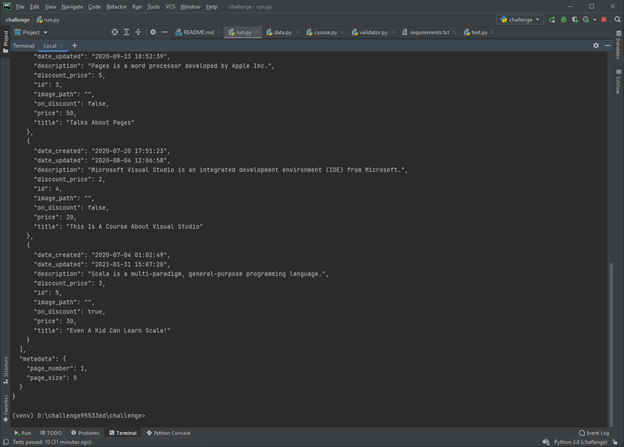 File Edit View Navigate Code Refactor Run Tools VCS Window Help challenge - run.py
challenge run.py challenge
Project README.md run.py data.py course.py validator.py requirements.txt test.py
Terminal Local +
"date_updated": "2020-09-23 10:52:39",
"description": "Pages is a word processor developed by Apple Inc.",
"discount_price": 5,
"id": 3,
"image_path": "",
"on_discount": false,
"price": 50,
"title": "Talks About Pages"
},
{
"date_created": "2020-07-20 17:51:23",
"date_updated": "2020-08-04 12:06:58",
"description": "Microsoft Visual Studio is an integrated development environment (IDE) from Microsoft.",
"discount_price": 2,
"id": 4,
"image_path": "",
"on_discount": false,
"price": 20,
"title": "This Is A Course About Visual Studio"
},
{
"date_created": "2020-07-04 01:02:49",
"date_updated": "2021-01-31 15:07:20",
"description": "Scala is a multi-paradigm, general-purpose programming language.",
"discount_price": 3,
"id": 5,
"image_path": "",
"on_discount": true,
"price": 30,
"title": "Even A Kid Can Learn Scala!"
}
],
"metadata": {
"page_number": 1,
"page_size": 5
}
}
(venv) D:\challenge955336d\challenge>
Project
Structure
Favorites
Database
SciView
Run TODO Problems Terminal Python Console Event Log
Tests passed: 10 (31 minutes ago) Python 3.8 (challenge)